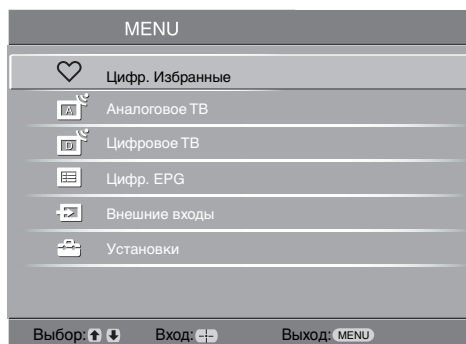 MENU
Цифр. Избранные
A Аналоговое ТВ
D Цифровое ТВ
Цифр. EPG
Внешние входы
Установки
Выбор: Вход: Выход: MENU